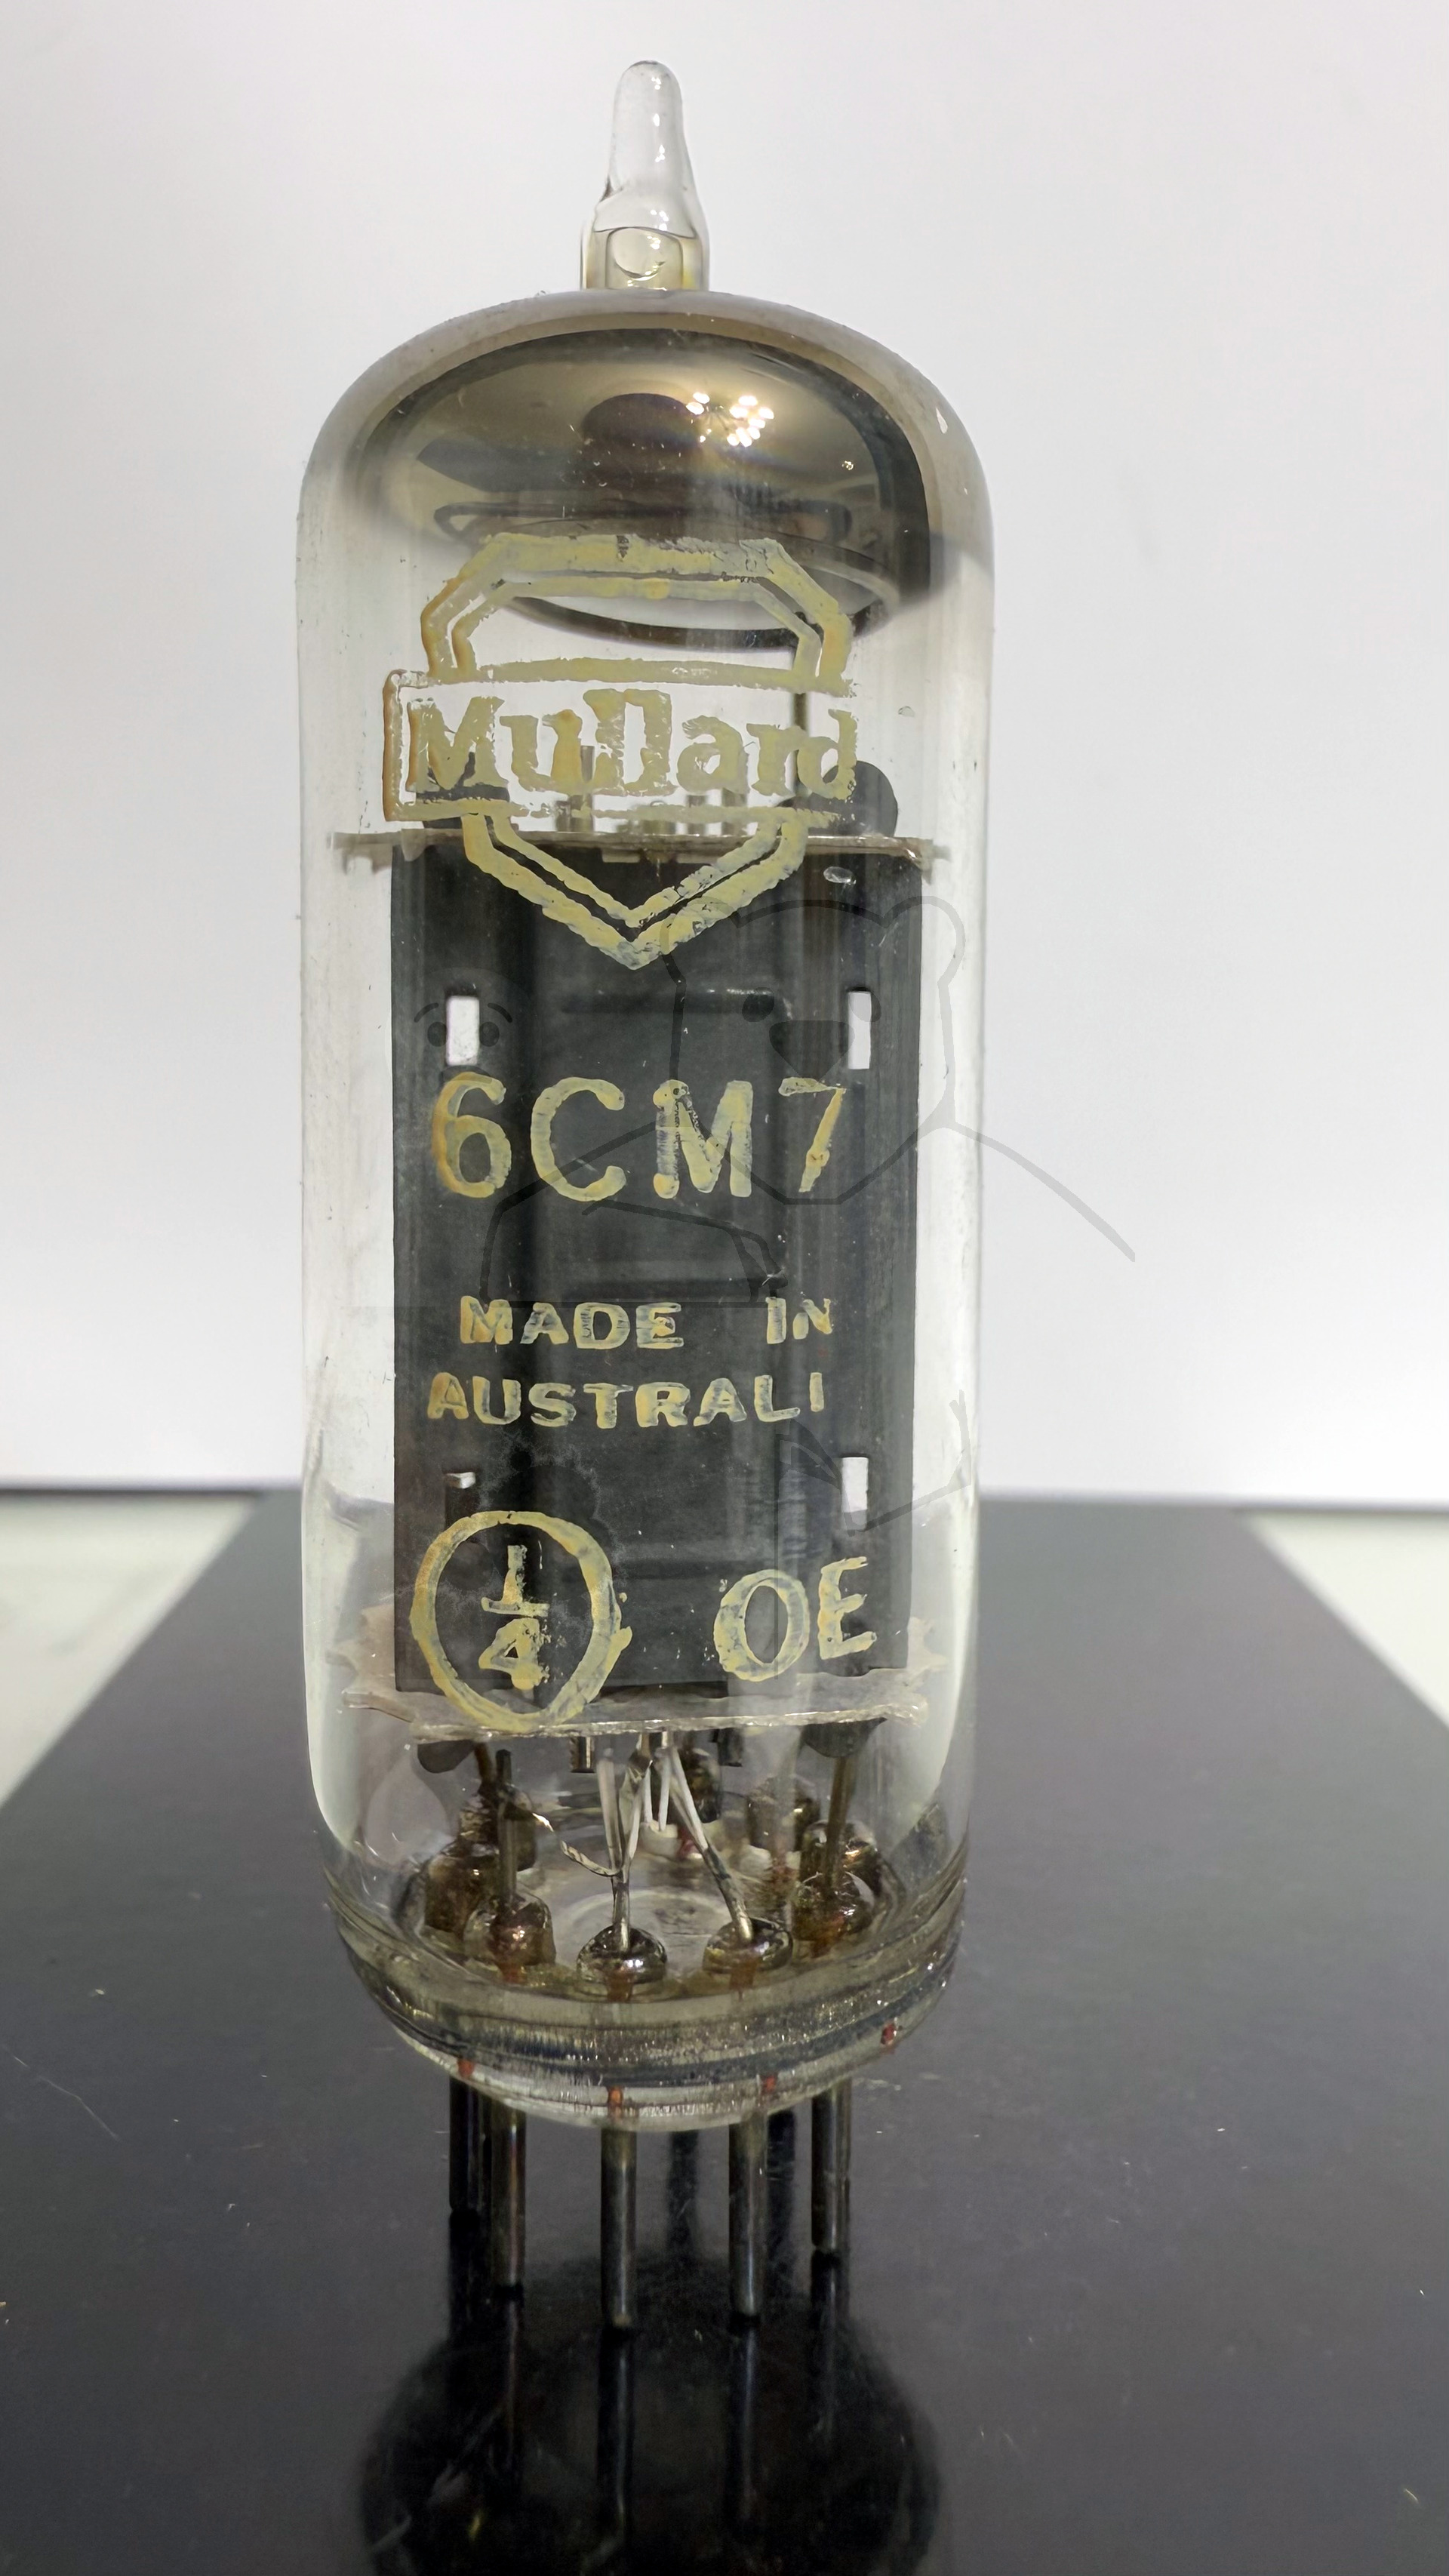 Mullard
6CM7
MADE IN
AUSTRALI
1/4 OE